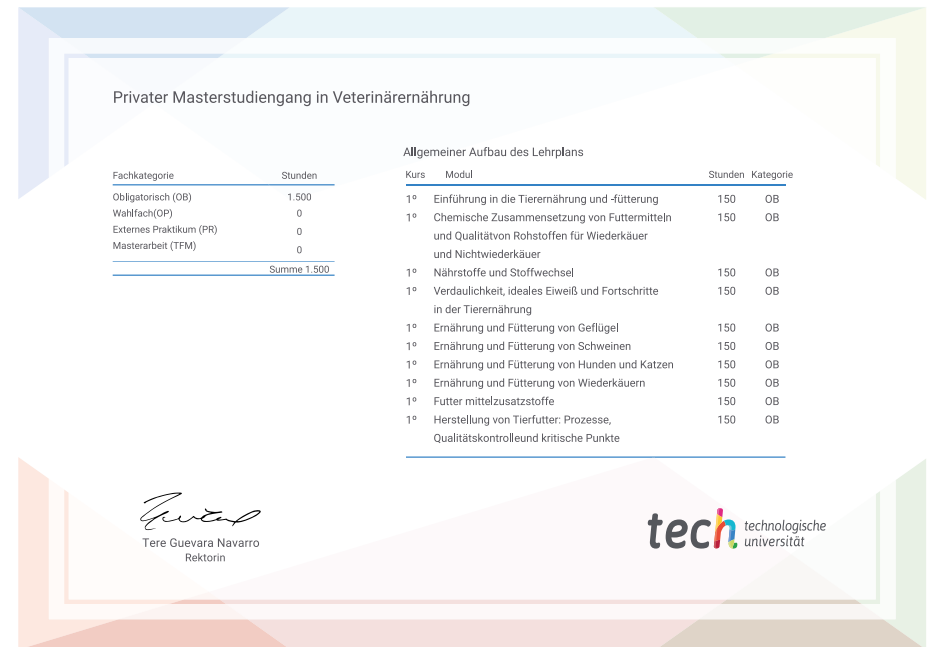 Privater Masterstudiengang in Veterinärernährung
Fachkategorie Stunden
Obligatorisch (OB) 1.500
Wahlfach(OP) 0
Externes Praktikum (PR) 0
Masterarbeit (TFM) 0
Summe 1.500
Allgemeiner Aufbau des Lehrplans
Kurs Modul Stunden Kategorie
1º Einführung in die Tierernährung und -fütterung 150 OB
1º Chemische Zusammensetzung von Futtermitteln 150 OB
und Qualitätvon Rohstoffen für Wiederkäuer
und Nichtwiederkäuer
1º Nährstoffe und Stoffwechsel 150 OB
1º Verdaulichkeit, ideales Eiweiß und Fortschritte 150 OB
in der Tierernährung
1º Ernährung und Fütterung von Geflügel 150 OB
1º Ernährung und Fütterung von Schweinen 150 OB
1º Ernährung und Fütterung von Hunden und Katzen 150 OB
1º Ernährung und Fütterung von Wiederkäuern 150 OB
1º Futter mittelzusatzstoffe 150 OB
1º Herstellung von Tierfutter: Prozesse, 150 OB
Qualitätskontrolleund kritische Punkte
Tere Guevara Navarro
Rektorin
tech technologische
universität